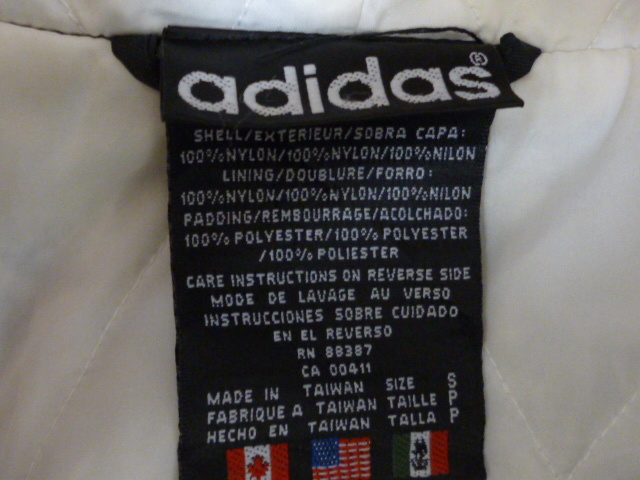 adidas®
SHELL/EXTERIEUR/SOBRA CAPA:
100%NYLON/100%NYLON/100%NILON
LINING/DOUBLURE/FORRO:
100%NYLON/100%NYLON/100%NILON
PADDING/REMBOURRAGE/ACOLCHADO:
100% POLYESTER/100% POLYESTER
/100% POLIESTER
CARE INSTRUCTIONS ON REVERSE SIDE
MODE DE LAVAGE AU VERSO
INSTRUCCIONES SOBRE CUIDADO
EN EL REVERSO
RN 88387
CA 00411
MADE IN TAIWAN SIZE S
FABRIQUE A TAIWAN TAILLE P
HECHO EN TAIWAN TALLA P